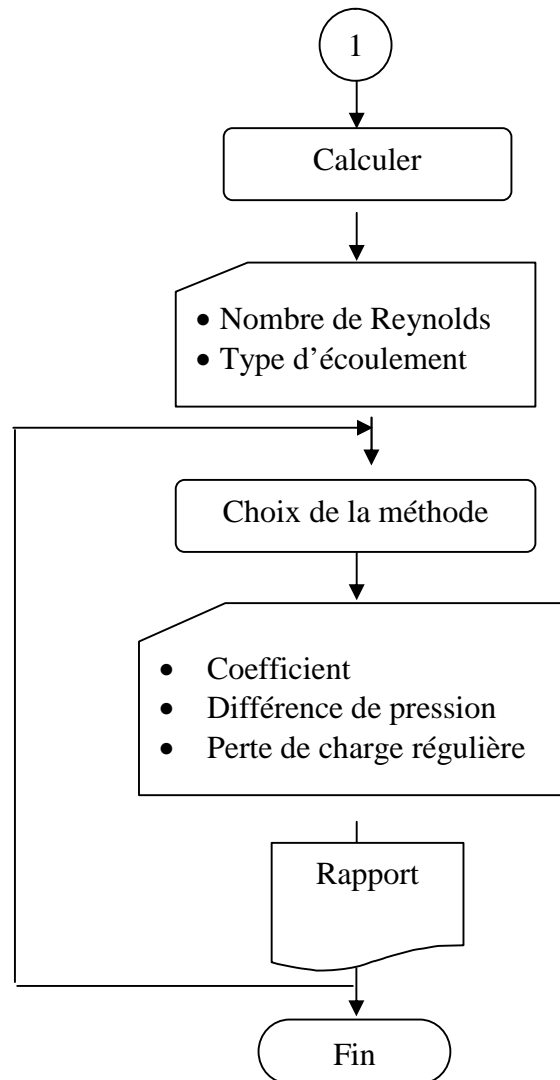 1
Calculer
• Nombre de Reynolds
• Type d’écoulement
Choix de la méthode
• Coefficient
• Différence de pression
• Perte de charge régulière
Rapport
Fin